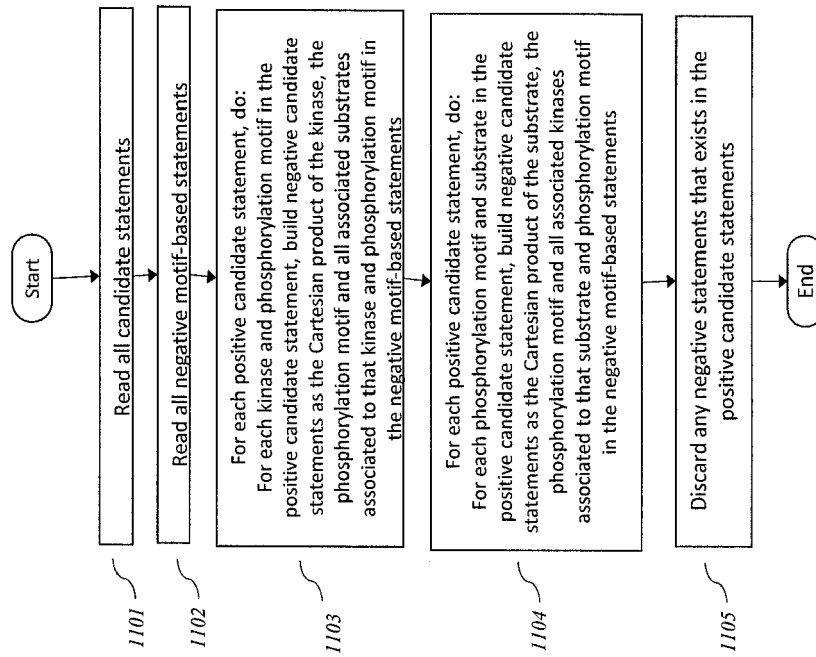 Start
1101
Read all candidate statements
1102
Read all negative motif-based statements
1103
For each positive candidate statement, do:
For each kinase and phosphorylation motif in the
positive candidate statement, build negative candidate
statements as the Cartesian product of the kinase, the
phosphorylation motif and all associated substrates
associated to that kinase and phosphorylation motif in
the negative motif-based statements
1104
For each positive candidate statement, do:
For each phosphorylation motif and substrate in the
positive candidate statement, build negative candidate
statements as the Cartesian product of the substrate, the
phosphorylation motif and all associated kinases
associated to that substrate and phosphorylation motif
in the negative motif-based statements
1105
Discard any negative statements that exists in the
positive candidate statements
End